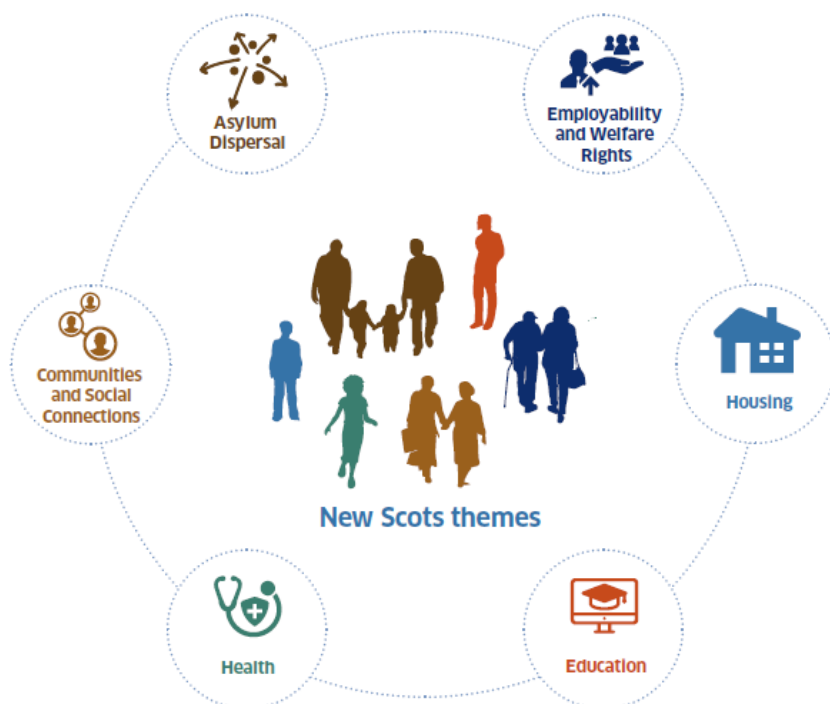 Asylum
Dispersal
Employability
and Welfare
Rights
Communities
and Social
Connections
Housing
New Scots themes
Health
Education